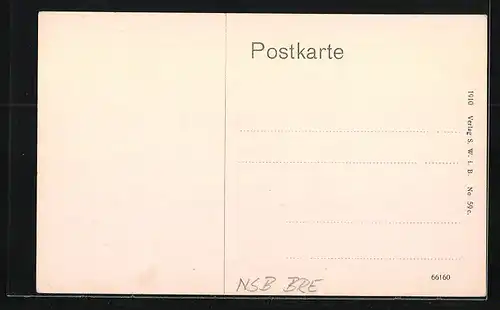 Postkarte
1910 Verlag S. W. i. B. No 59c.
66160
NSB BRE